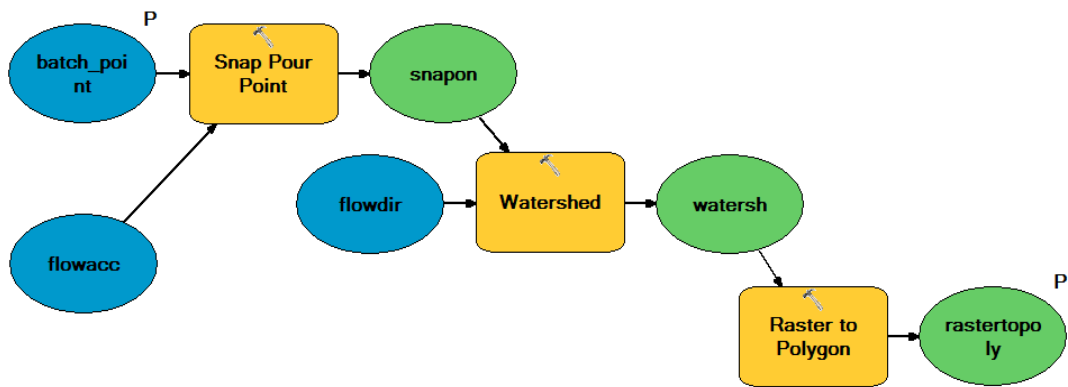 P
batch_poi
nt
Snap Pour
Point
snapon
flowacc
flowdir
Watershed
watersh
Raster to
Polygon
P
rastertopo
ly